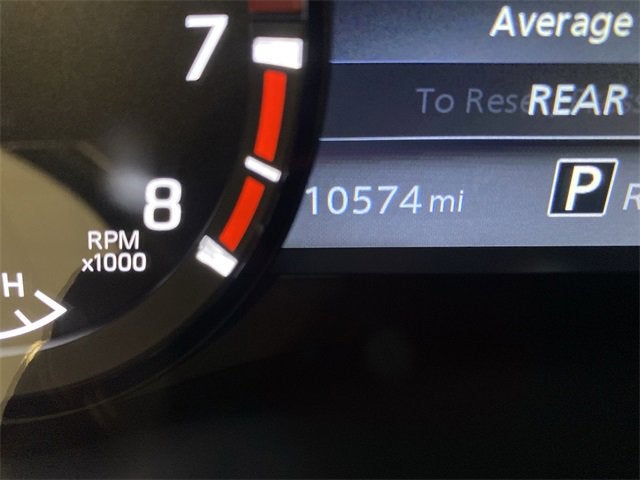 Average
To Rese
REAR
7
8
10574 mi
P
R
RPM
x1000
H